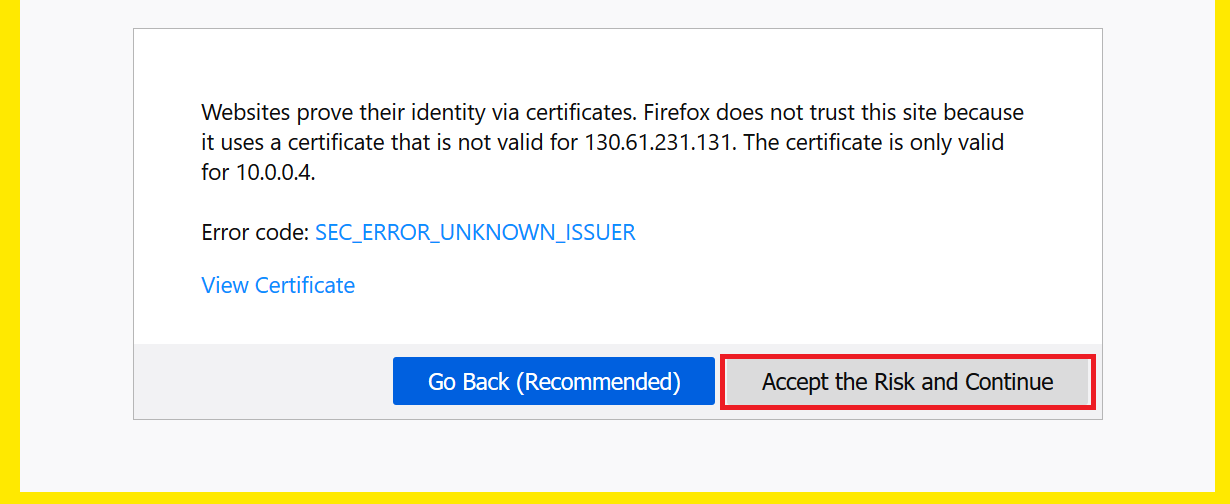 Websites prove their identity via certificates. Firefox does not trust this site because
it uses a certificate that is not valid for 130.61.231.131. The certificate is only valid
for 10.0.0.4.
Error code: SEC_ERROR_UNKNOWN_ISSUER
View Certificate
Go Back (Recommended)
Accept the Risk and Continue